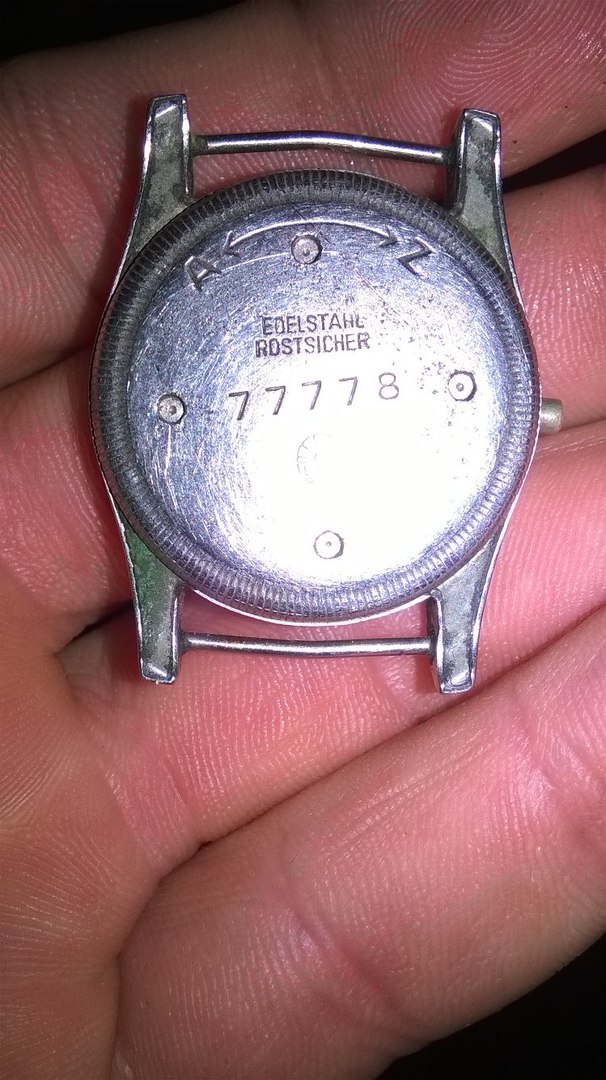 A Z
EDELSTAHL
ROSTSICHER
77778